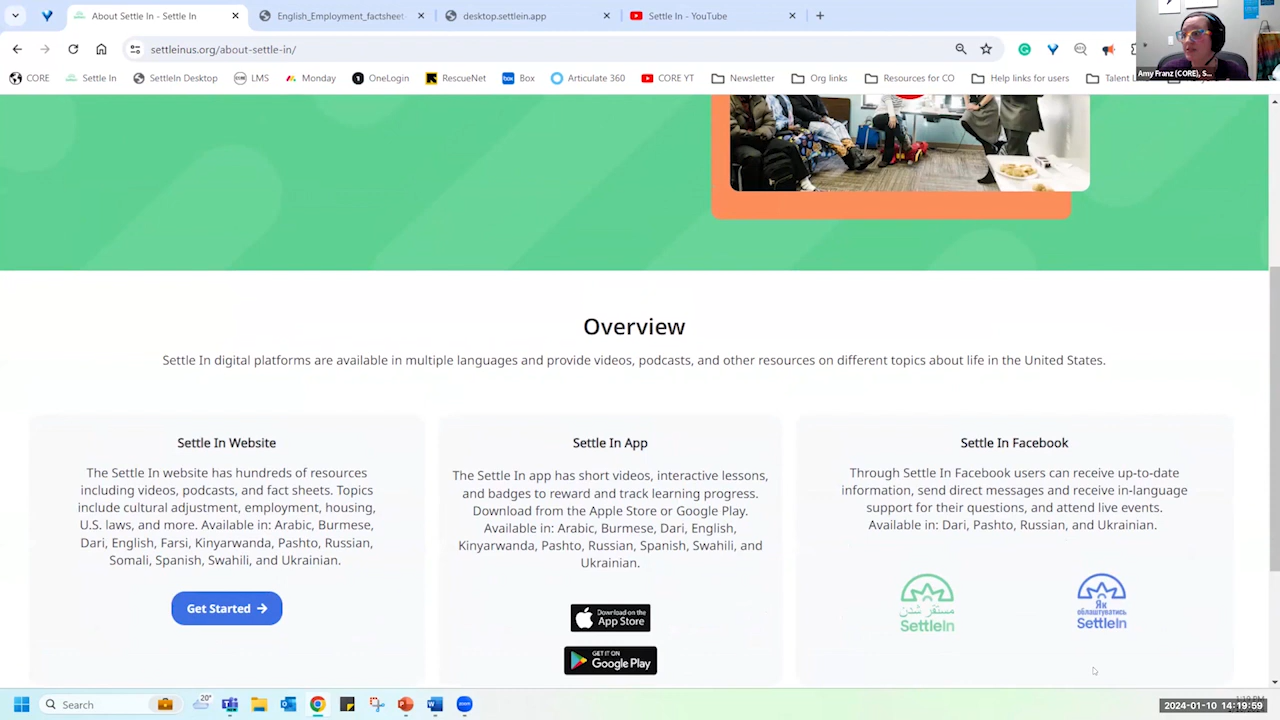 About Settle In - Settle In
English_Employment_factsheet
desktop.settlein.app
Settle In - YouTube
settleinus.org/about-settle-in/
CORE
Settle In
SettleIn Desktop
LMS
Monday
OneLogin
RescueNet
Box
Articulate 360
CORE YT
Newsletter
Org links
Resources for CO
Help links for users
Talent
Amy Franz (CORE), S...
Overview
Settle In digital platforms are available in multiple languages and provide videos, podcasts, and other resources on different topics about life in the United States.
Settle In Website
The Settle In website has hundreds of resources
including videos, podcasts, and fact sheets. Topics
include cultural adjustment, employment, housing,
U.S. laws, and more. Available in: Arabic, Burmese,
Dari, English, Farsi, Kinyarwanda, Pashto, Russian,
Somali, Spanish, Swahili, and Ukrainian.
Get Started →
Settle In App
The Settle In app has short videos, interactive lessons,
and badges to reward and track learning progress.
Download from the Apple Store or Google Play.
Available in: Arabic, Burmese, Dari, English,
Kinyarwanda, Pashto, Russian, Spanish, Swahili, and
Ukrainian.
Download on the
App Store
GET IT ON
Google Play
Settle In Facebook
Through Settle In Facebook users can receive up-to-date
information, send direct messages and receive in-language
support for their questions, and attend live events.
Available in: Dari, Pashto, Russian, and Ukrainian.
مستقر شدن
SettleIn
Як
облаштуватись
SettleIn
Search
20°
2024-01-10 14:19:59